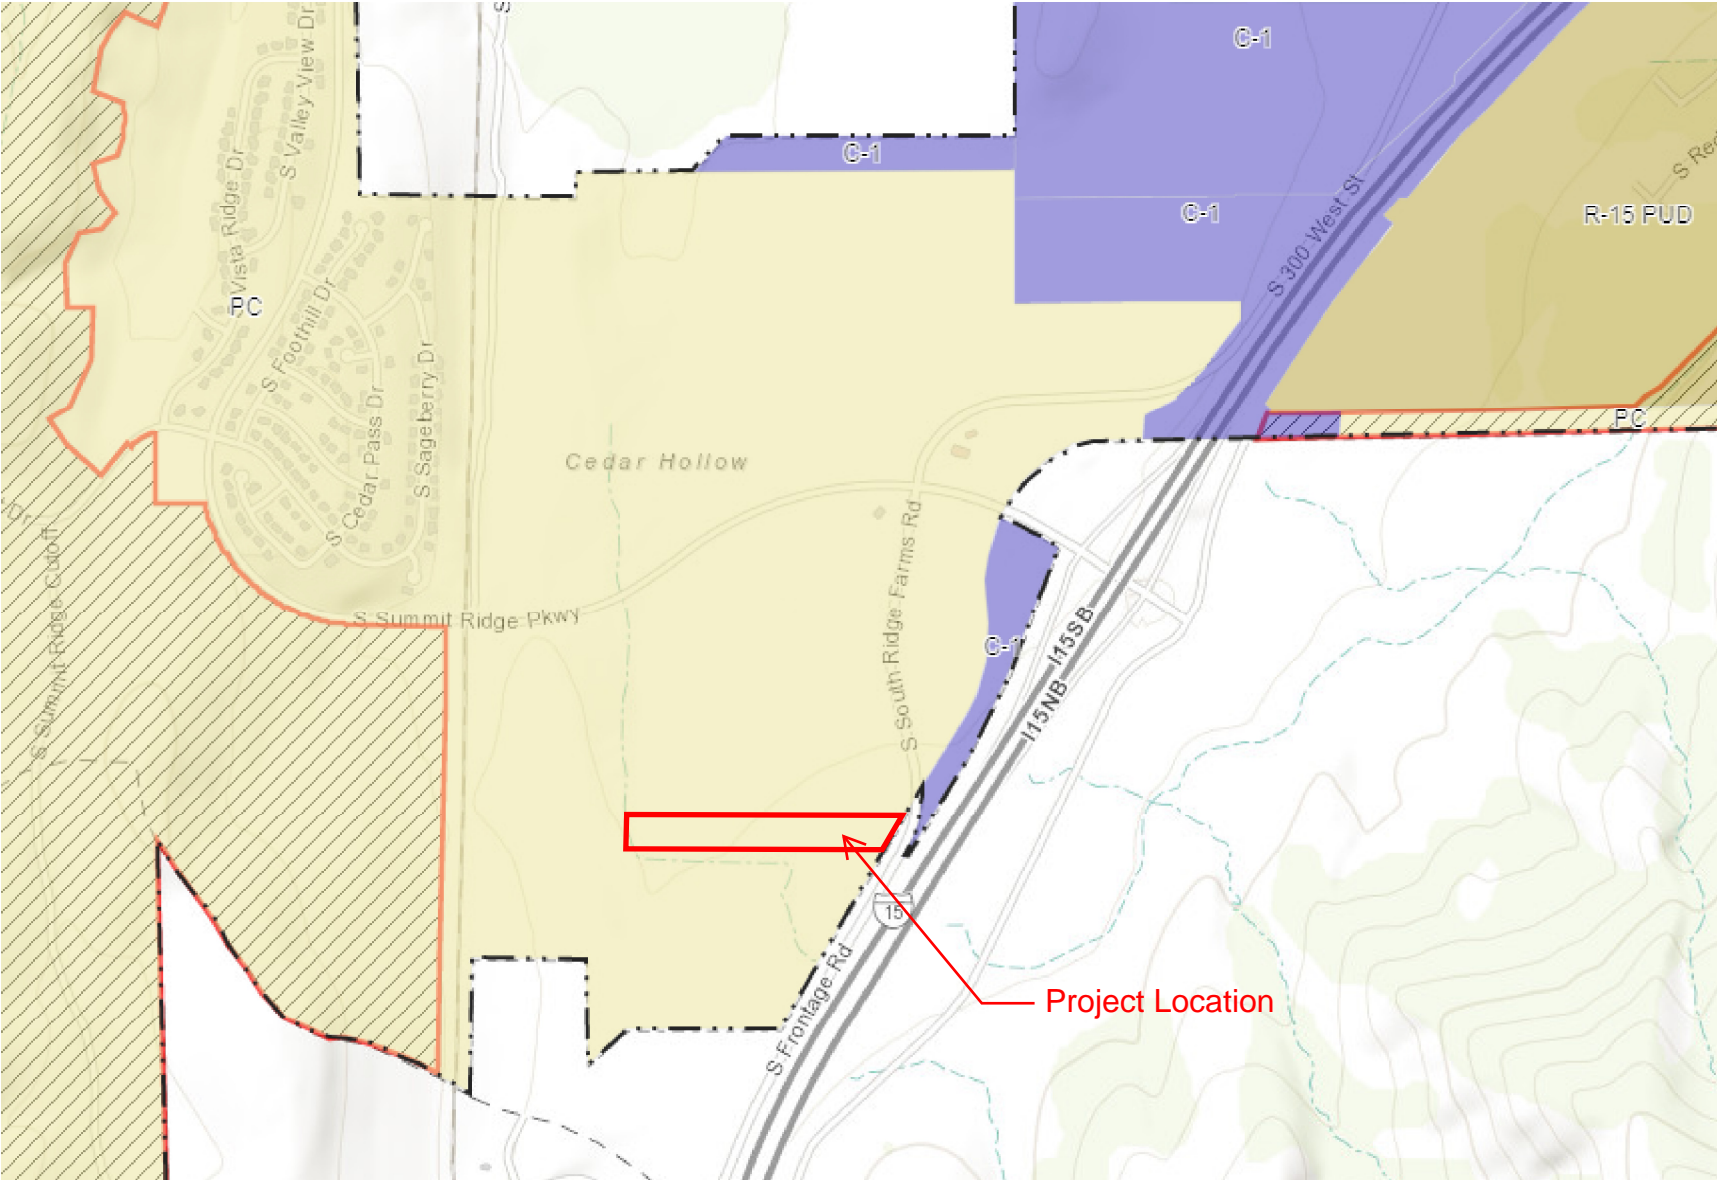 S
C-1
S Valley View Dr
C-1
S Rec
Vista Ridge Dr
C-1
R-15 PUD
S 300 West St
PC
S Foothill Dr
S Sageberry Dr
PC
S Cedar Pass Dr
Cedar Hollow
Dr
S Summit Ridge Cutoff
S South Ridge Farms Rd
S Summit Ridge Pkwy
C-1
I15SB
I15NB
15
S Frontage Rd
Project Location